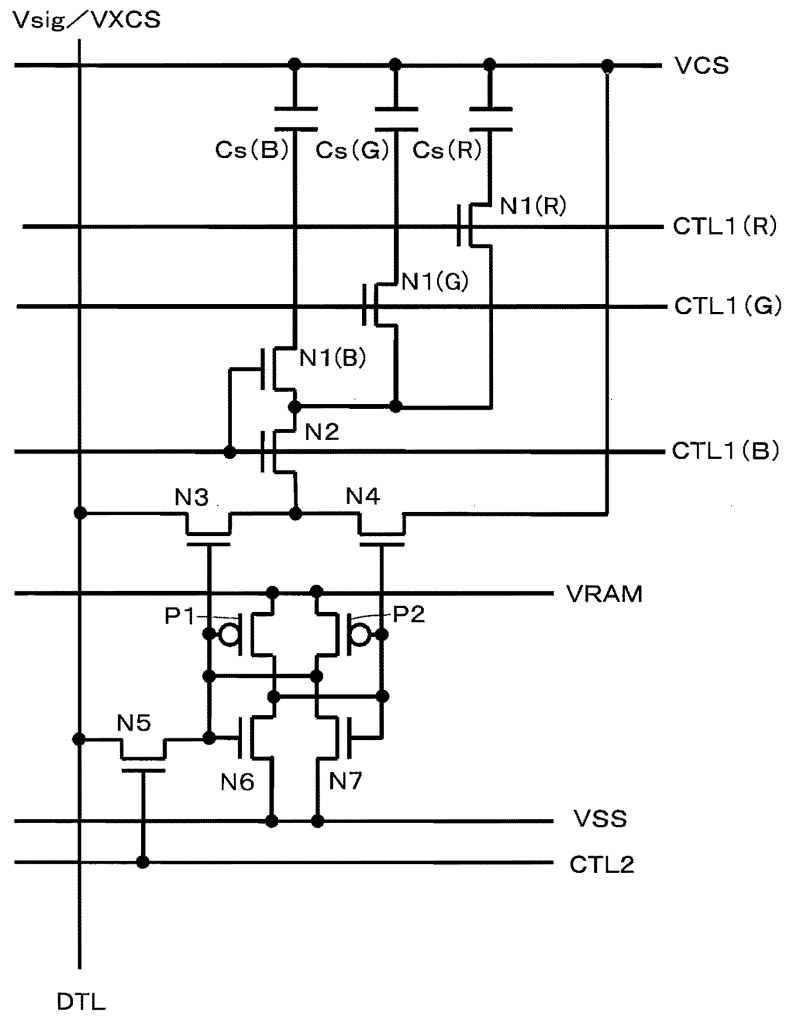 Vsig／VXCS
VCS
Cs(B) Cs(G) Cs(R)
N1(R)
CTL1(R)
N1(G)
CTL1(G)
N1(B)
N2
CTL1(B)
N3 N4
VRAM
P1 P2
N5
N6 N7
VSS
CTL2
DTL